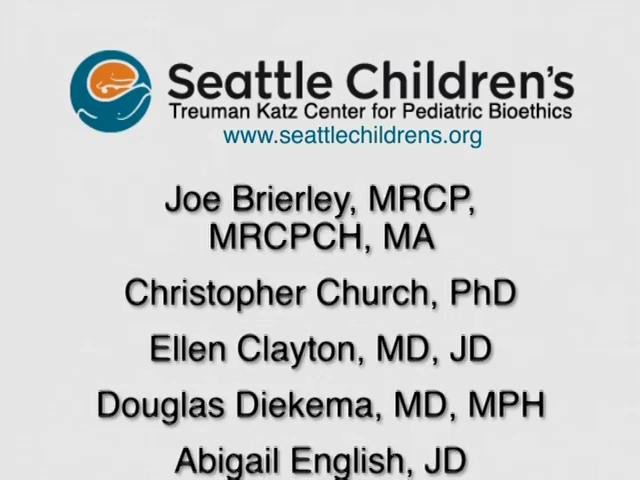 Seattle Children's
Treuman Katz Center for Pediatric Bioethics
www.seattlechildrens.org
Joe Brierley, MRCP,
MRCPCH, MA
Christopher Church, PhD
Ellen Clayton, MD, JD
Douglas Diekema, MD, MPH
Abigail English, JD